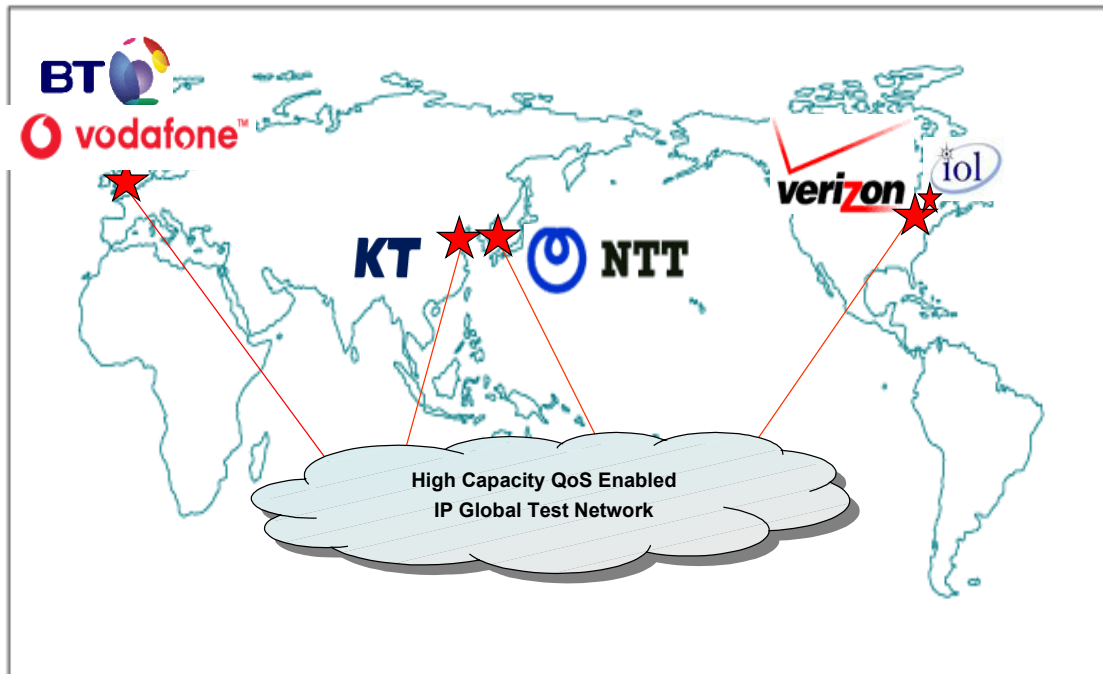 BT
vodafone™
verizon
iol
KT
NTT
High Capacity QoS Enabled
IP Global Test Network